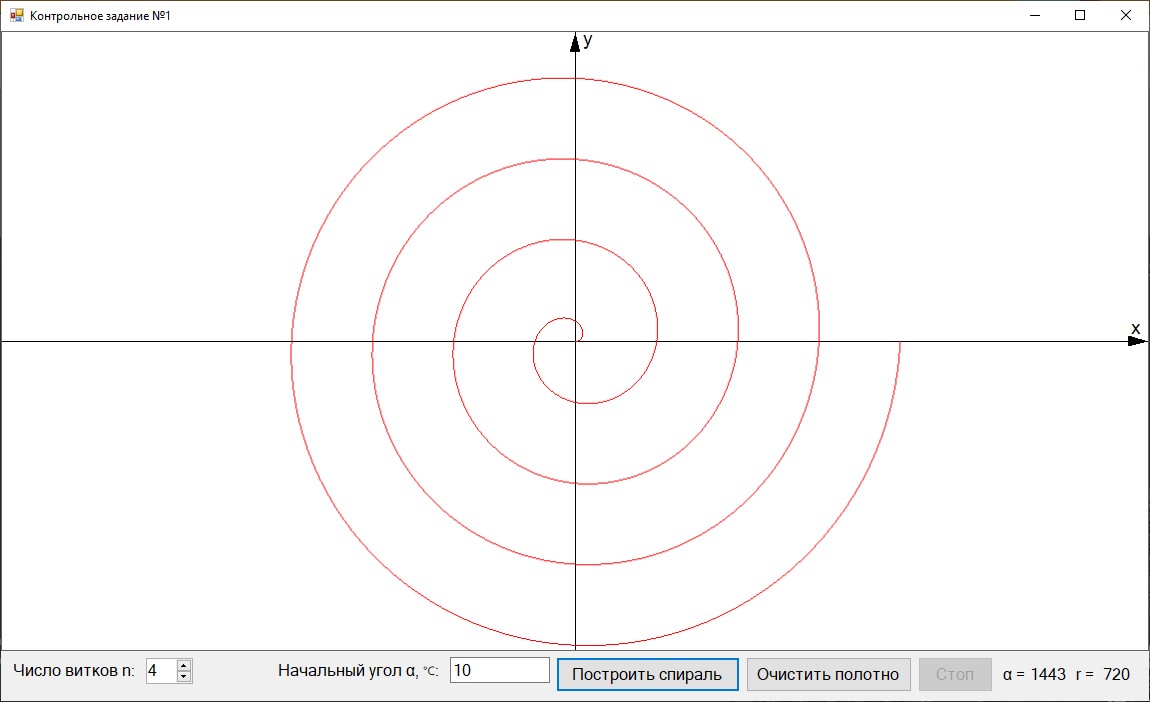 Контрольное задание №1
y
x
Число витков n: 4 Начальный угол α, °C: 10 Построить спираль Очистить полотно Стоп α = 1443 r = 720